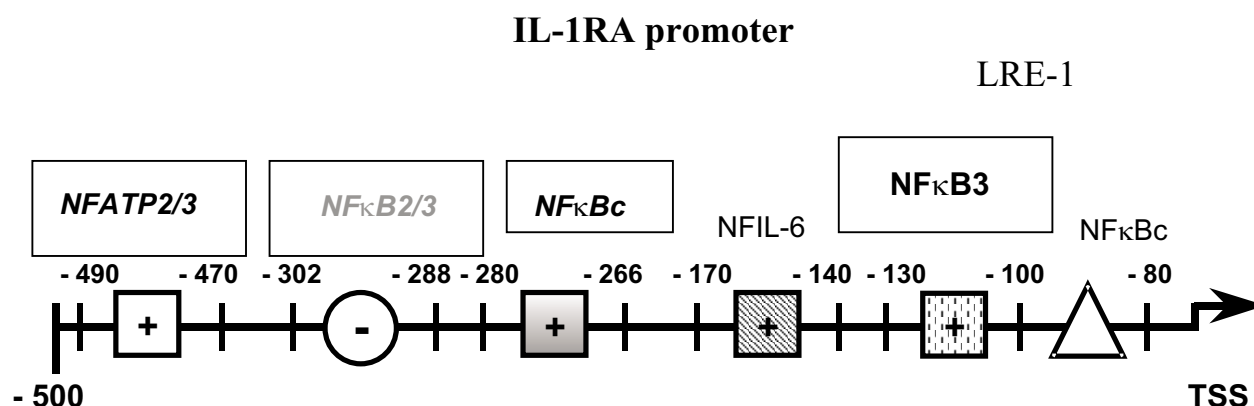 IL-1RA promoter
LRE-1
NFATP2/3
NFκB2/3
NFκBc
NFIL-6
NFκB3
NFκBc
- 490
- 470
- 302
- 288
- 280
- 266
- 170
- 140
- 130
- 100
- 80
+
-
+
+
+
- 500
TSS